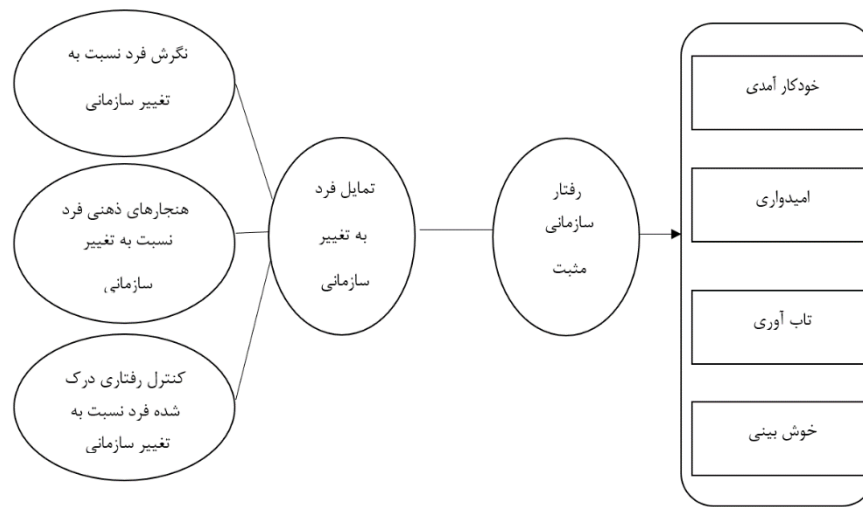 نگرش فرد نسبت به
تغییر سازمانی
هنجارهای ذهنی فرد
نسبت به تغییر
سازمانی
کنترل رفتاری درک
شده فرد نسبت به
تغییر سازمانی
تمایل فرد
به تغییر
سازمانی
رفتار
سازمانی
مثبت
خودکار آمدی
امیدواری
تاب آوری
خوش بینی